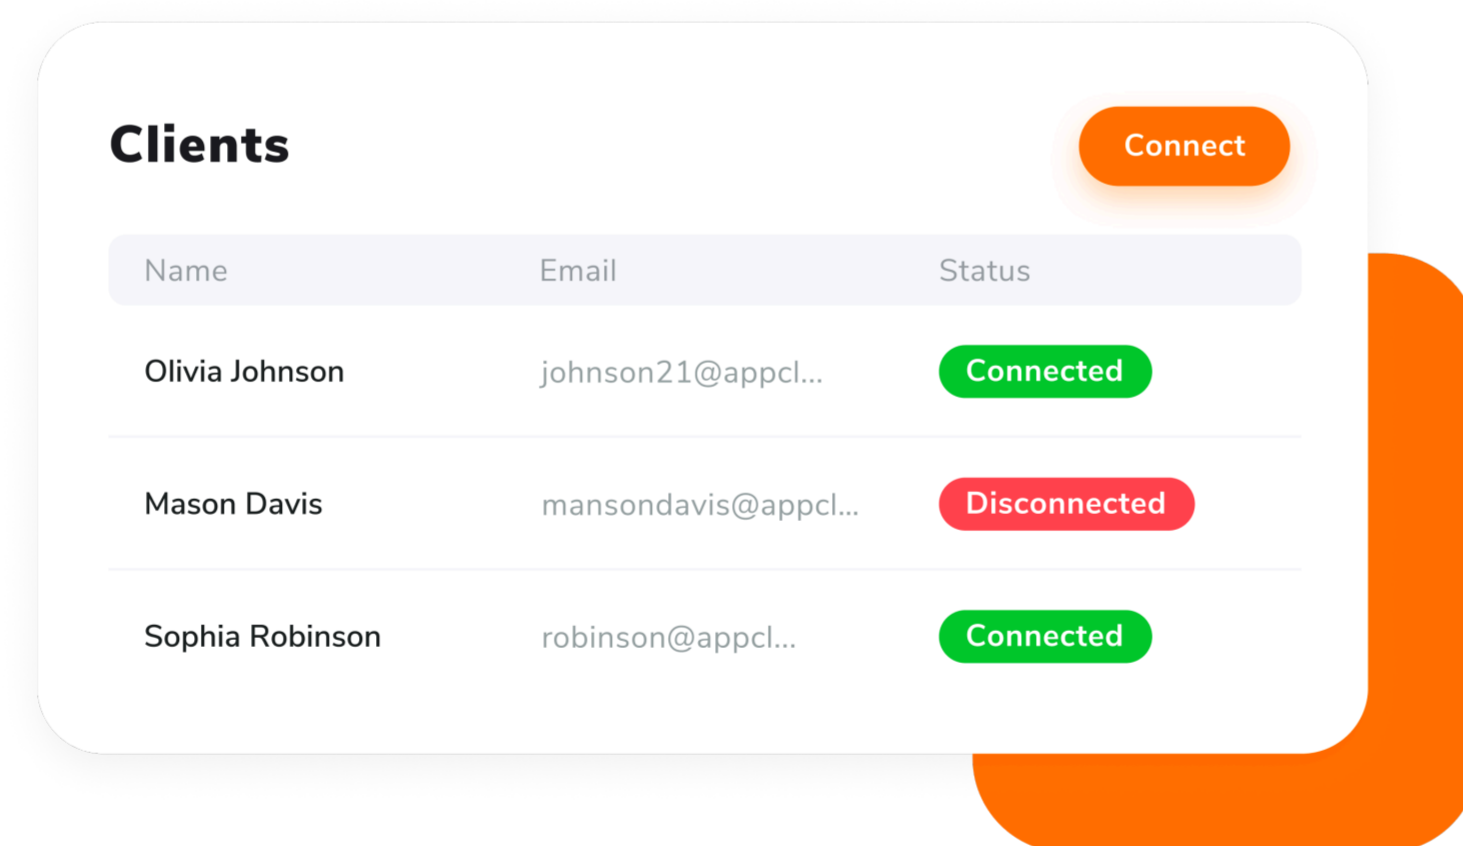 Clients
Connect
Name Email Status
Olivia Johnson johnson21@appcl... Connected
Mason Davis mansondavis@appcl... Disconnected
Sophia Robinson robinson@appcl... Connected